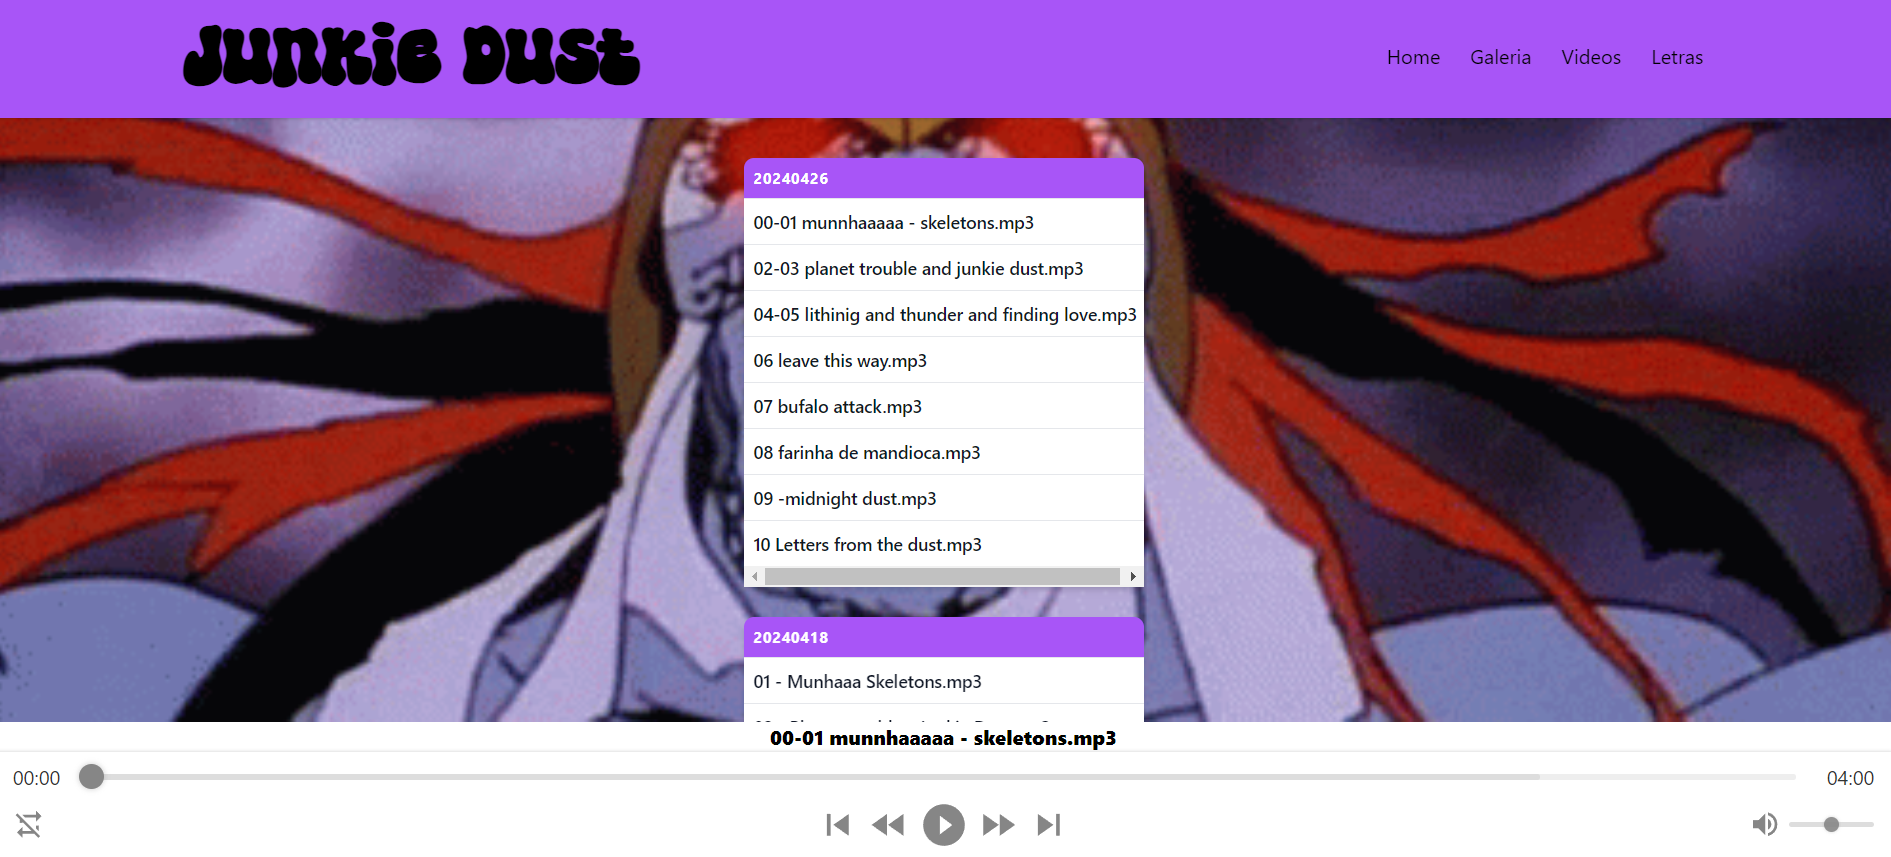 Junkie Dust
Home Galeria Videos Letras
20240426
00-01 munnhaaaaa - skeletons.mp3
02-03 planet trouble and junkie dust.mp3
04-05 lithinig and thunder and finding love.mp3
06 leave this way.mp3
07 bufalo attack.mp3
08 farinha de mandioca.mp3
09 -midnight dust.mp3
10 Letters from the dust.mp3
20240418
01 - Munhaaa Skeletons.mp3
00-01 munnhaaaaa - skeletons.mp3
00:00 04:00